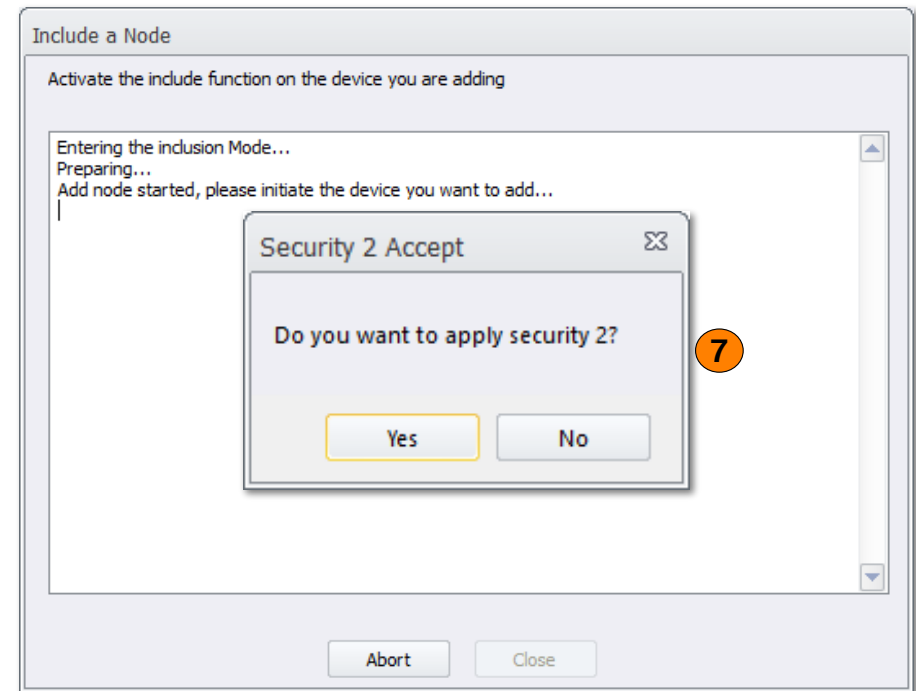 Include a Node
Activate the include function on the device you are adding
Entering the inclusion Mode...
Preparing...
Add node started, please initiate the device you want to add...
Security 2 Accept
Do you want to apply security 2?
7
Yes
No
Abort
Close